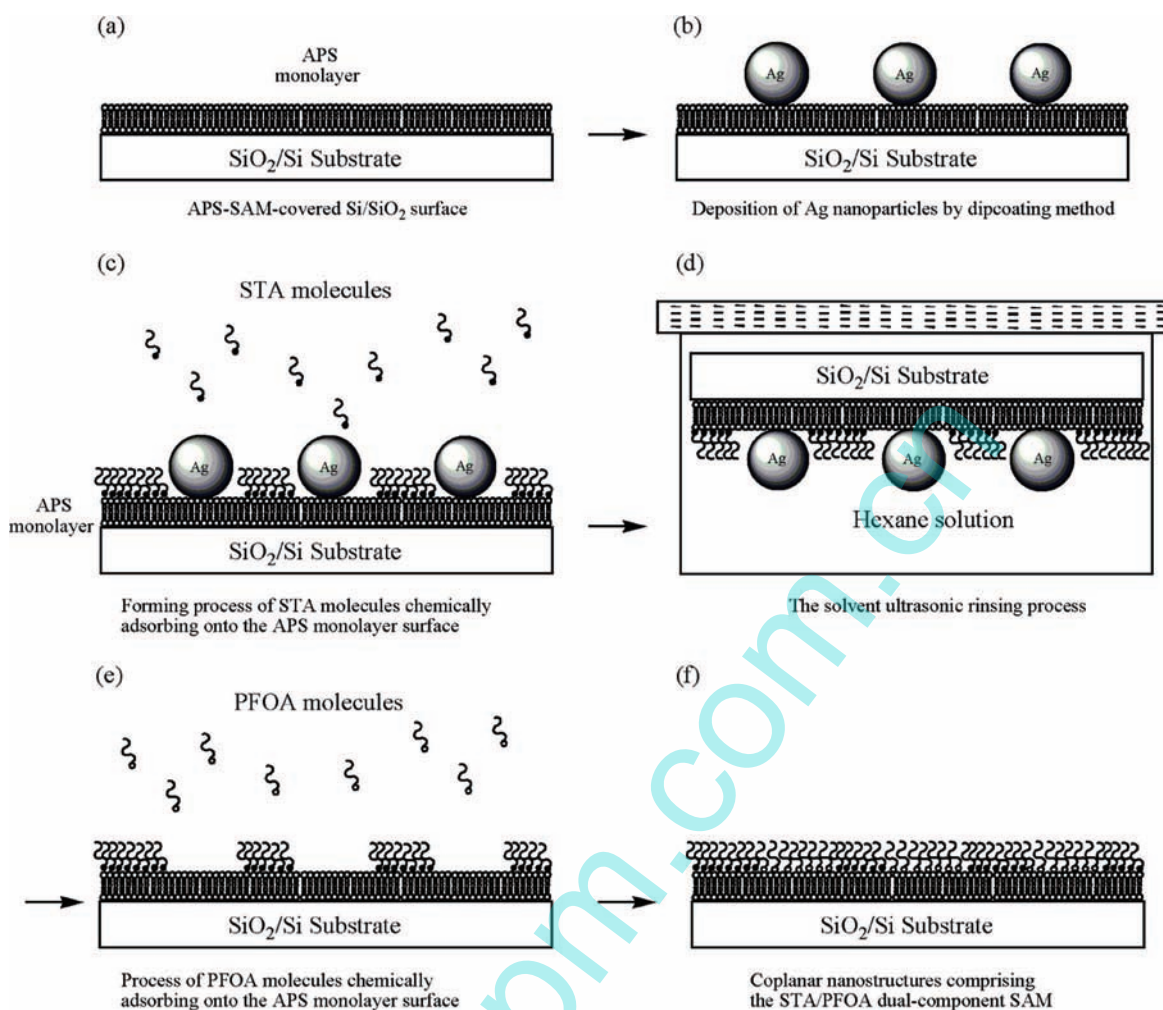 (a)
APS
monolayer
SiO₂/Si Substrate
APS-SAM-covered Si/SiO₂ surface
(b)
Ag
Ag
Ag
SiO₂/Si Substrate
Deposition of Ag nanoparticles by dipcoating method
(c)
STA molecules
Ag
Ag
Ag
APS
monolayer
SiO₂/Si Substrate
Forming process of STA molecules chemically
adsorbing onto the APS monolayer surface
(d)
SiO₂/Si Substrate
Ag
Ag
Ag
Hexane solution
The solvent ultrasonic rinsing process
(e)
PFOA molecules
SiO₂/Si Substrate
Process of PFOA molecules chemically
adsorbing onto the APS monolayer surface
(f)
SiO₂/Si Substrate
Coplanar nanostructures comprising
the STA/PFOA dual-component SAM